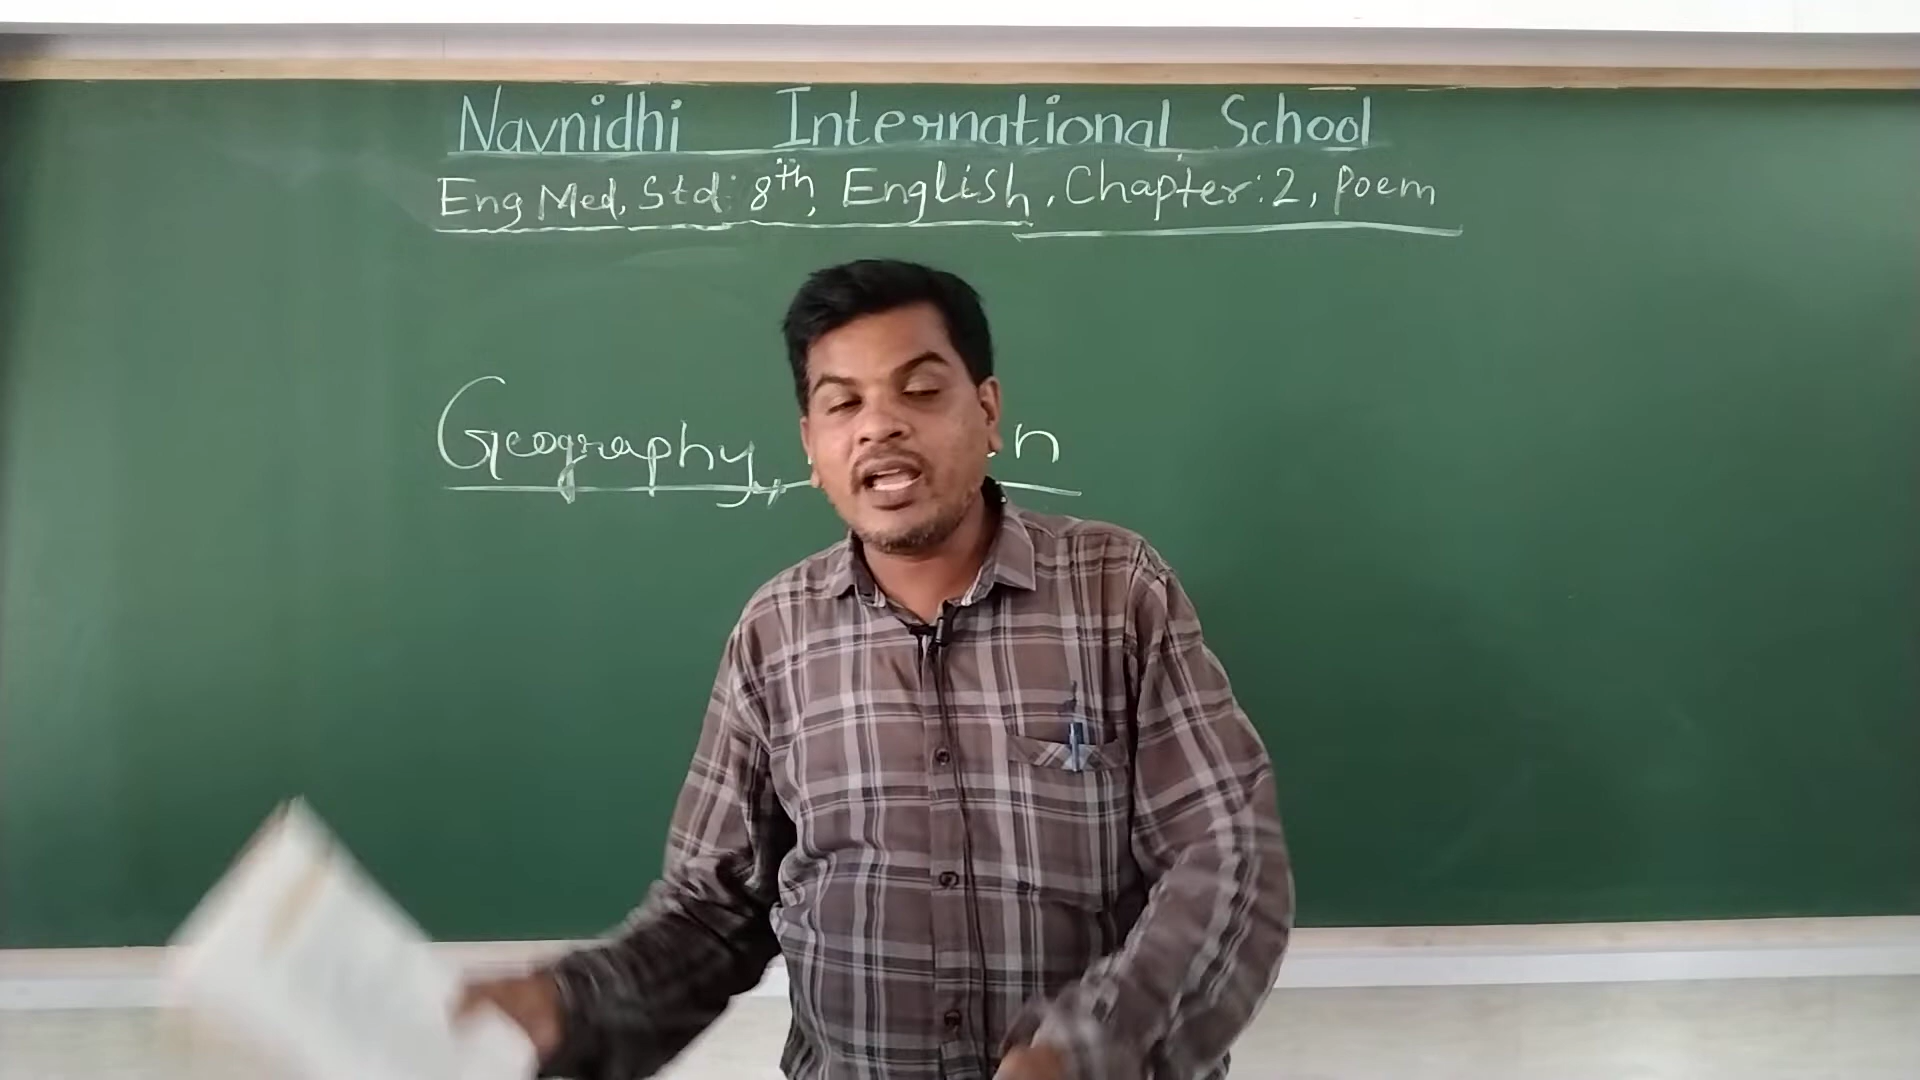 Navnidhi International School
Eng Med, Std: 8th, English, Chapter: 2, Poem
Geography